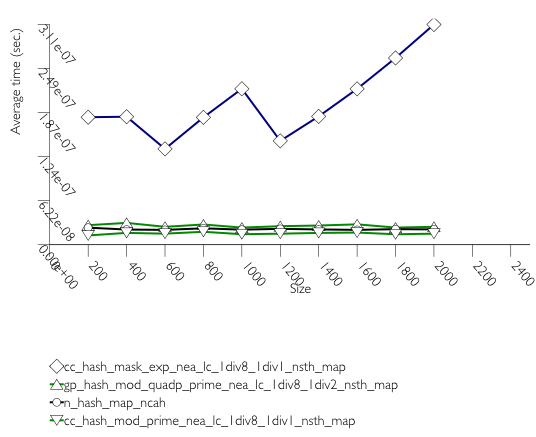 Average time (sec.)
3.11e-07
2.49e-07
1.87e-07
1.24e-07
6.22e-08
0.00e+00
0
200
400
600
800
1000
1200
1400
1600
1800
2000
2200
2400
Size
cc_hash_mask_exp_nea_lc_1div8_1div1_nsth_map
gp_hash_mod_quadp_prime_nea_lc_1div8_1div2_nsth_map
n_hash_map_ncah
cc_hash_mod_prime_nea_lc_1div8_1div1_nsth_map